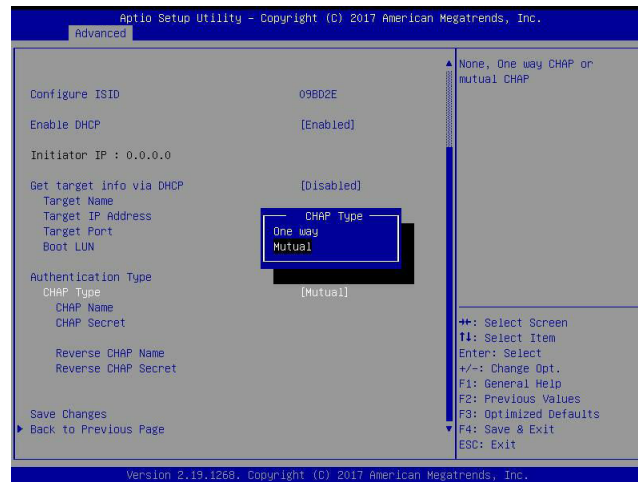 Aptio Setup Utility – Copyright (C) 2017 American Megatrends, Inc.
Advanced
Configure ISID 09BD2E
Enable DHCP [Enabled]
Initiator IP : 0.0.0.0
Get target info via DHCP [Disabled]
Target Name
Target IP Address
Target Port
Boot LUN
Authentication Type
CHAP Type [Mutual]
CHAP Name
CHAP Secret
Reverse CHAP Name
Reverse CHAP Secret
Save Changes
Back to Previous Page
CHAP Type
One way
Mutual
None, One way CHAP or
mutual CHAP
→←: Select Screen
↑↓: Select Item
Enter: Select
+/-: Change Opt.
F1: General Help
F2: Previous Values
F3: Optimized Defaults
F4: Save & Exit
ESC: Exit
Version 2.19.1268. Copyright (C) 2017 American Megatrends, Inc.